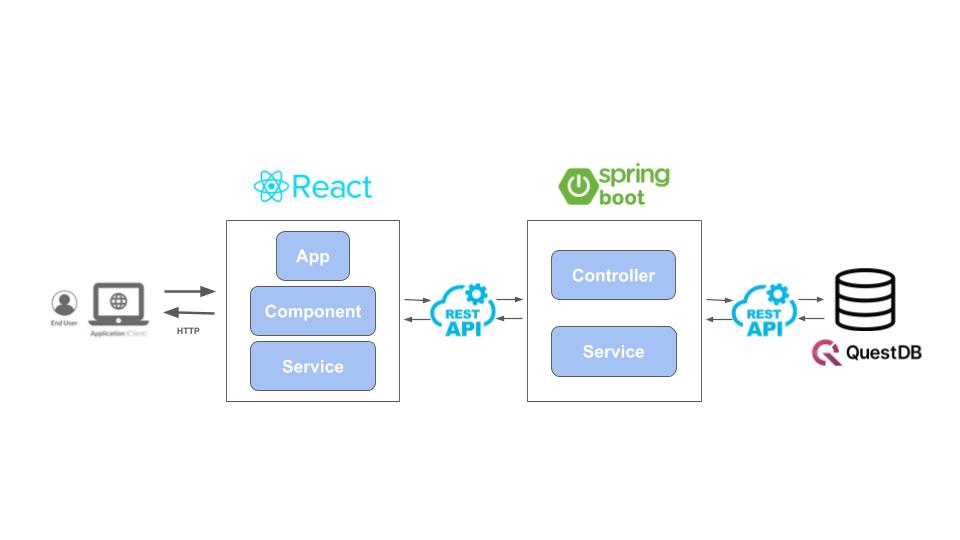 React
spring
boot
App
Component
Service
Controller
Service
End User
Application (Client)
HTTP
REST
API
REST
API
QuestDB